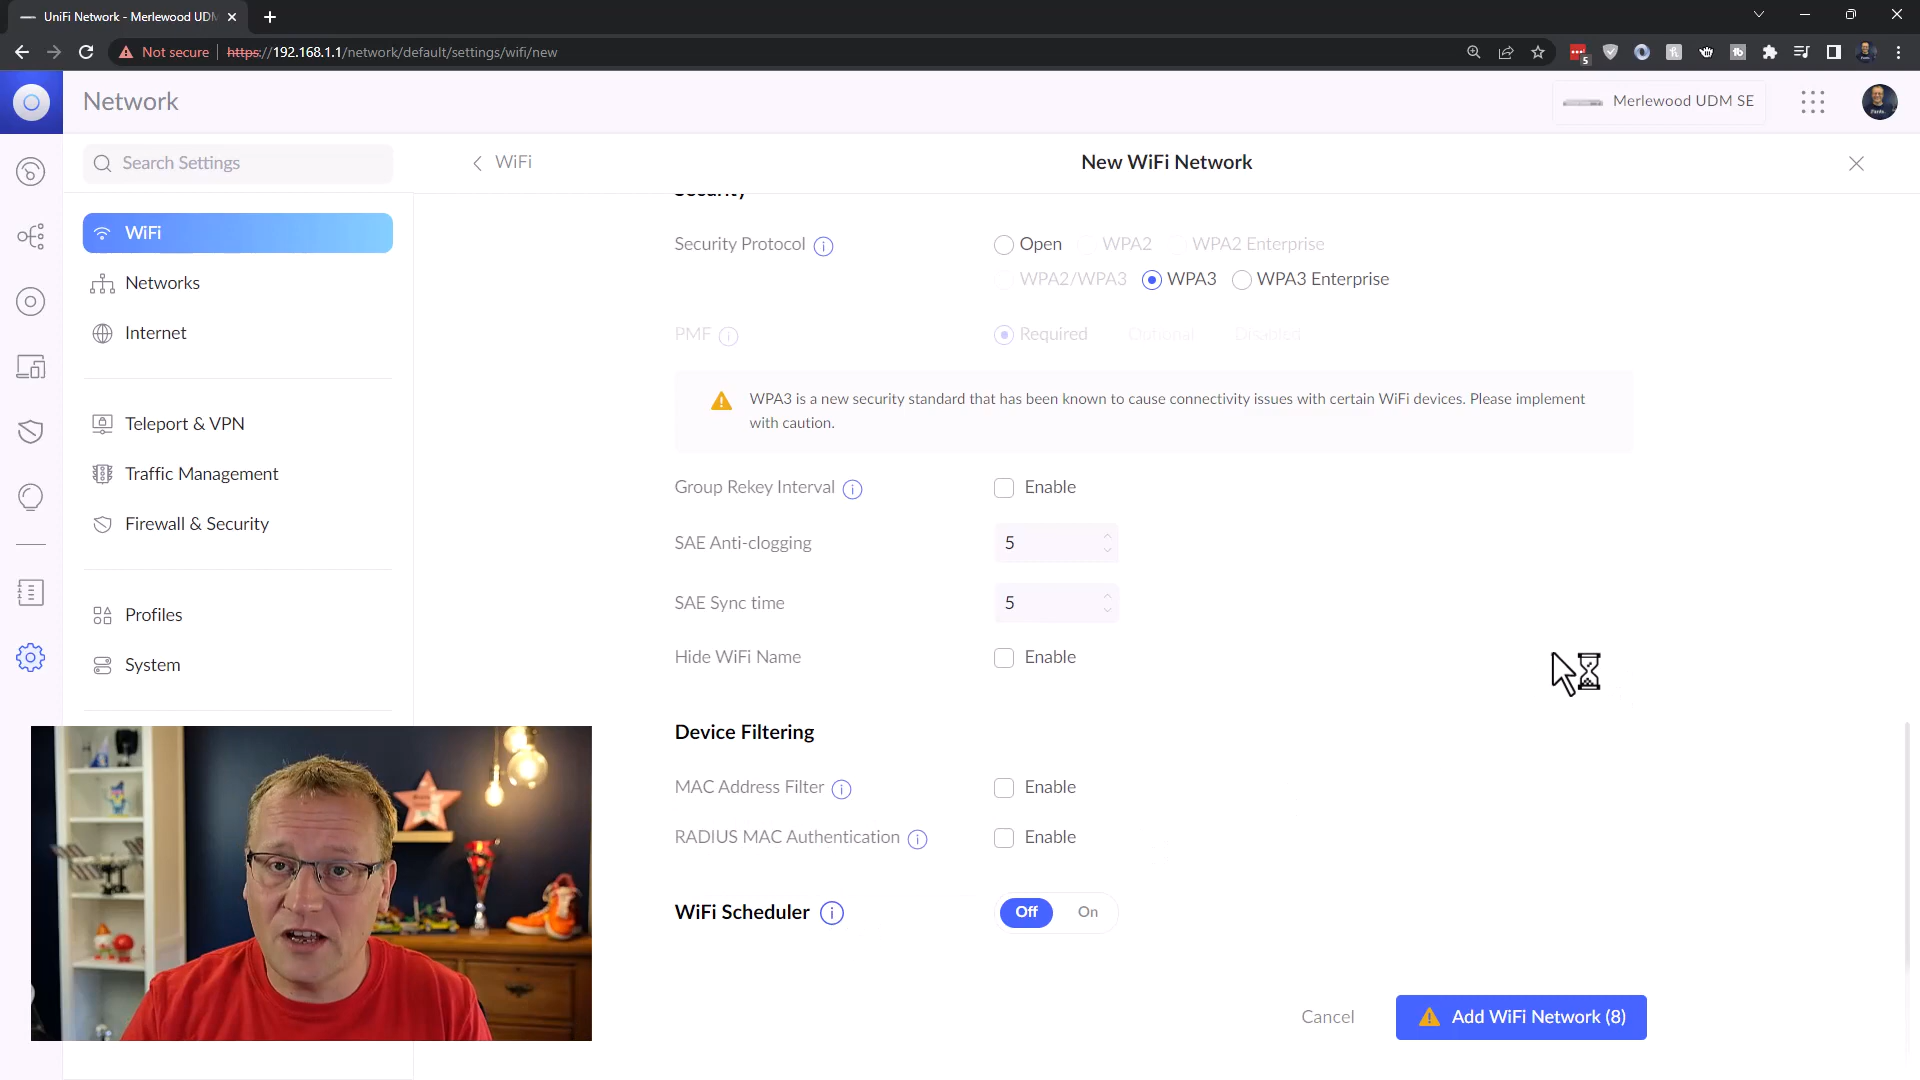 UniFi Network - Merlewood UDM
Not secure https://192.168.1.1/network/default/settings/wifi/new
5
Network
Merlewood UDM SE
Search Settings
WiFi
New WiFi Network
WiFi
Networks
Internet
Teleport & VPN
Traffic Management
Firewall & Security
Profiles
System
Security
Security Protocol
Open WPA2 WPA2 Enterprise
WPA2/WPA3 WPA3 WPA3 Enterprise
PMF Required Optional Disabled
WPA3 is a new security standard that has been known to cause connectivity issues with certain WiFi devices. Please implement
with caution.
Group Rekey Interval Enable
SAE Anti-clogging 5
SAE Sync time 5
Hide WiFi Name Enable
Device Filtering
MAC Address Filter Enable
RADIUS MAC Authentication Enable
WiFi Scheduler Off On
Cancel Add WiFi Network (8)